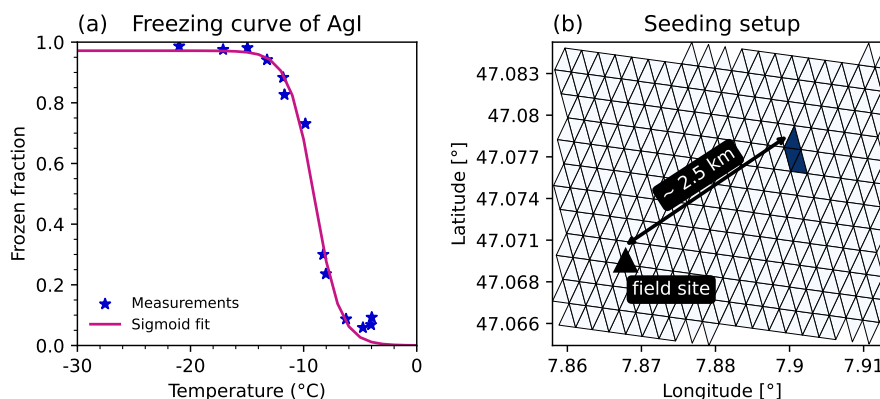 (a) Freezing curve of AgI
Frozen fraction
1.0
0.8
0.6
0.4
0.2
0.0
Measurements
Sigmoid fit
-30 -20 -10 0
Temperature (°C)
(b) Seeding setup
Latitude [°]
47.083
47.08
47.077
47.074
47.071
47.068
47.066
~ 2.5 km
field site
7.86 7.87 7.88 7.9 7.91
Longitude [°]